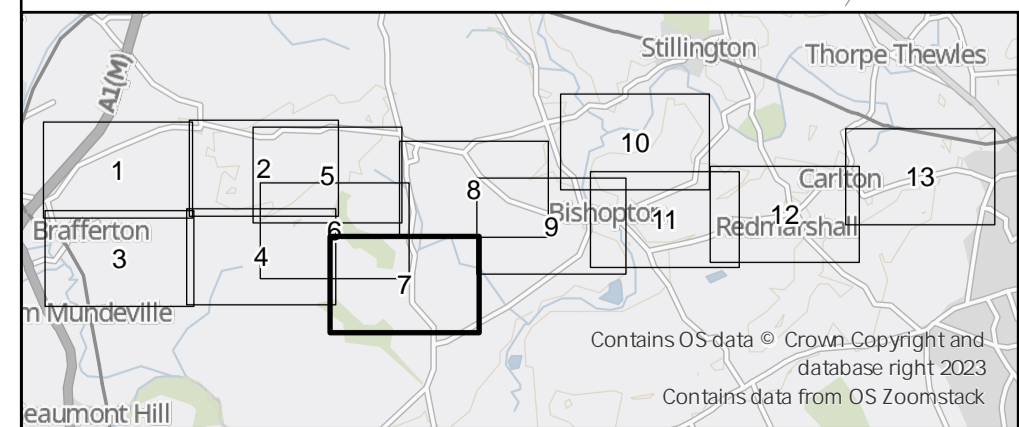 Stillington
Thorpe Thewles
A1(M)
10
1
2
5
13
Carlton
8
Bishopton
11
12
Redmarshall
9
Brafferton
6
3
4
7
m Mundeville
Contains OS data © Crown Copyright and
database right 2023
Contains data from OS Zoomstack
eaumont Hill